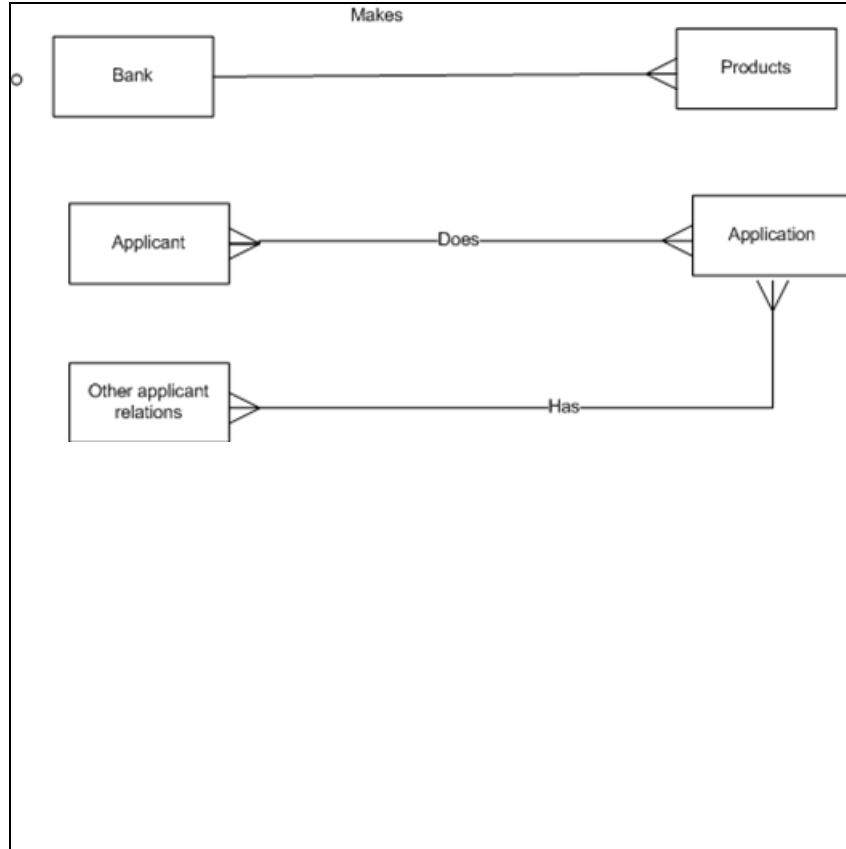 Makes
Bank
Products
Applicant
Does
Application
Other applicant
relations
Has